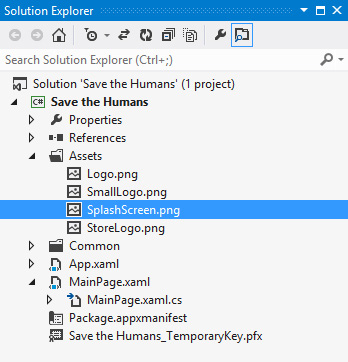 Solution Explorer
Search Solution Explorer (Ctrl+;)
Solution 'Save the Humans' (1 project)
C# Save the Humans
Properties
References
Assets
Logo.png
SmallLogo.png
SplashScreen.png
StoreLogo.png
Common
App.xaml
MainPage.xaml
MainPage.xaml.cs
Package.appxmanifest
Save the Humans_TemporaryKey.pfx